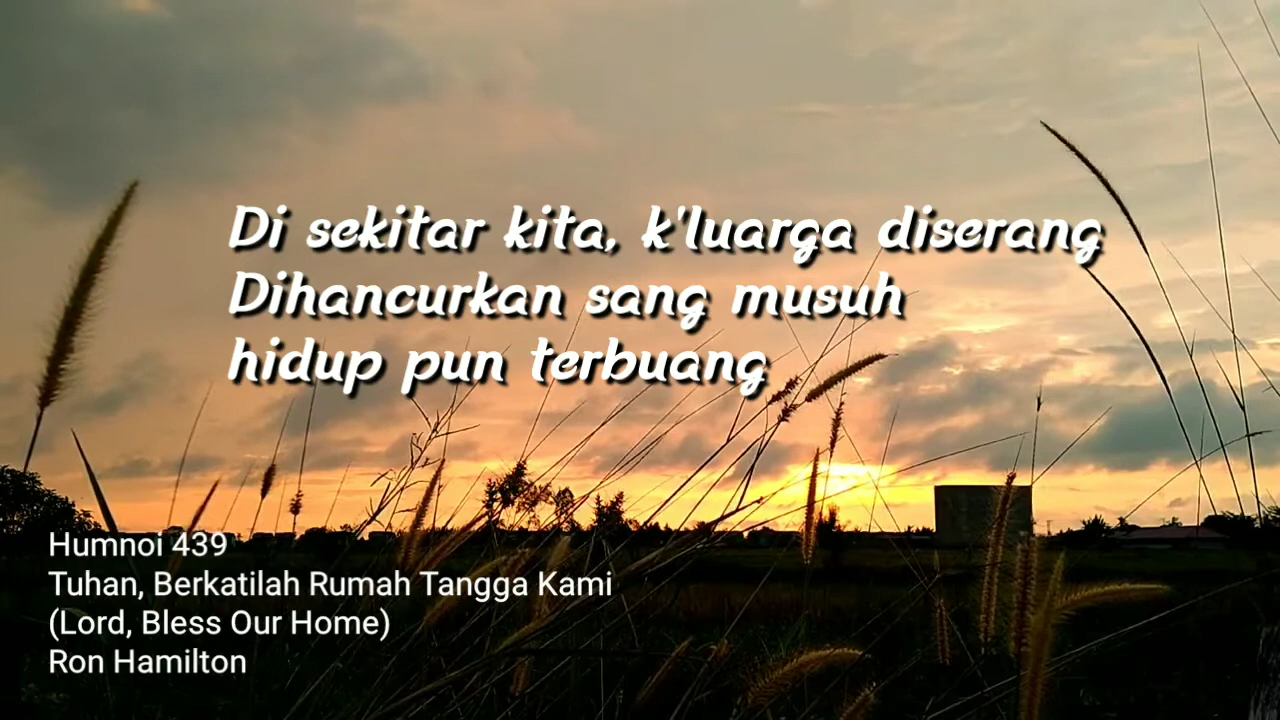 Di sekitar kita, k'luarga diserang
Dihancurkan sang musuh
hidup pun terbuang
Humnoi 439
Tuhan, Berkatilah Rumah Tangga Kami
(Lord, Bless Our Home)
Ron Hamilton